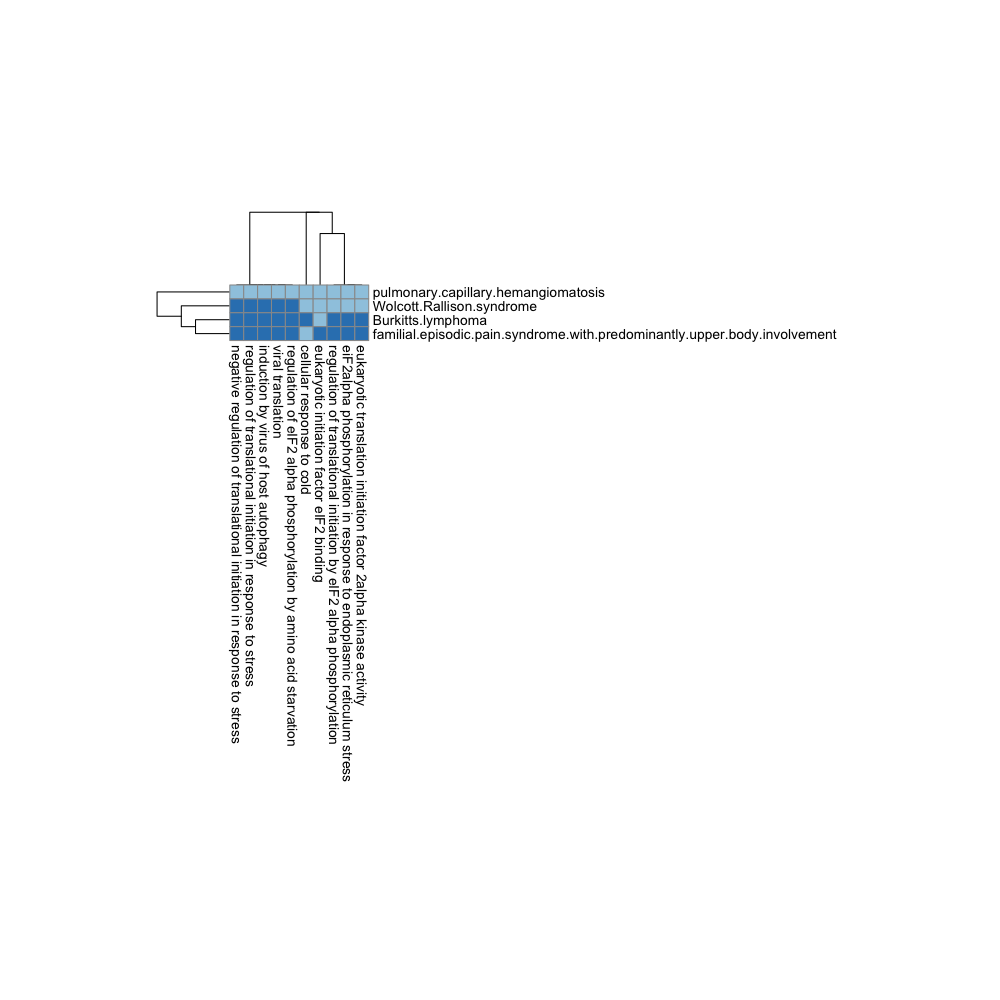 pulmonary.capillary.hemangiomatosis
Wolcott.Rallison.syndrome
Burkitts.lymphoma
familial.episodic.pain.syndrome.with.predominantly.upper.body.involvement
negative regulation of translational initiation in response to stress
regulation of translational initiation in response to stress
induction by virus of host autophagy
viral translation
regulation of eIF2 alpha phosphorylation by amino acid starvation
cellular response to cold
eukaryotic initiation factor eIF2 binding
regulation of translational initiation by eIF2 alpha phosphorylation
eiF2alpha phosphorylation in response to endoplasmic reticulum stress
eukaryotic translation initiation factor 2alpha kinase activity